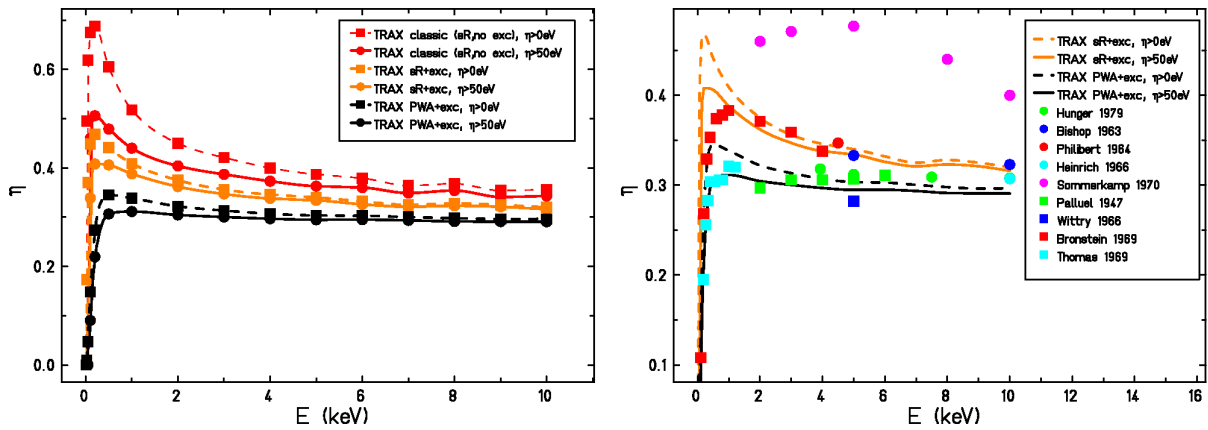 0.6
0.4
0.2
0.0
η
0 2 4 6 8 10
E (keV)
TRAX classic (sR,no exc), η>0eV
TRAX classic (sR,no exc), η>50eV
TRAX sR+exc, η>0eV
TRAX sR+exc, η>50eV
TRAX PWA+exc, η>0eV
TRAX PWA+exc, η>50eV
0.4
0.3
0.2
0.1
η
0 2 4 6 8 10 12 14 16
E (keV)
TRAX sR+exc, η>0eV
TRAX sR+exc, η>50eV
TRAX PWA+exc, η>0eV
TRAX PWA+exc, η>50eV
Hunger 1979
Bishop 1963
Philibert 1964
Heinrich 1966
Sommerkamp 1970
Palluel 1947
Wittry 1966
Bronstein 1969
Thomas 1969